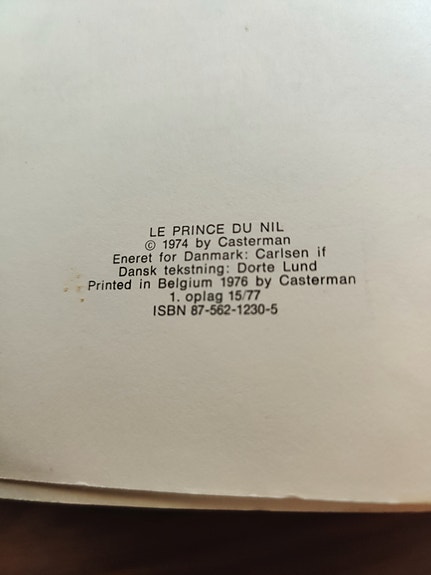 LE PRINCE DU NIL
© 1974 by Casterman
Eneret for Danmark: Carlsen if
Dansk tekstning: Dorte Lund
Printed in Belgium 1976 by Casterman
1. oplag 15/77
ISBN 87-562-1230-5